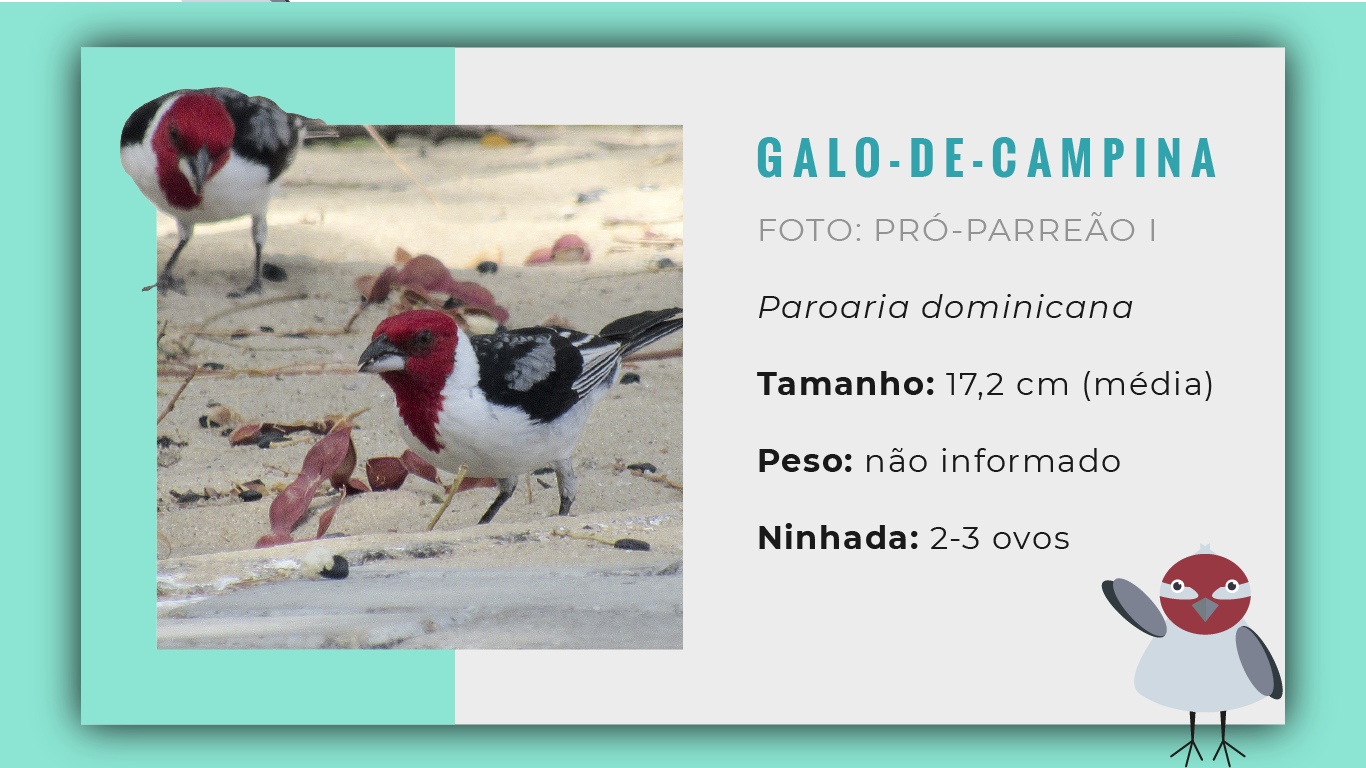 GALO-DE-CAMPINA
FOTO: PRÓ-PARREÃO I
Paroaria dominicana
Tamanho: 17,2 cm (média)
Peso: não informado
Ninhada: 2-3 ovos